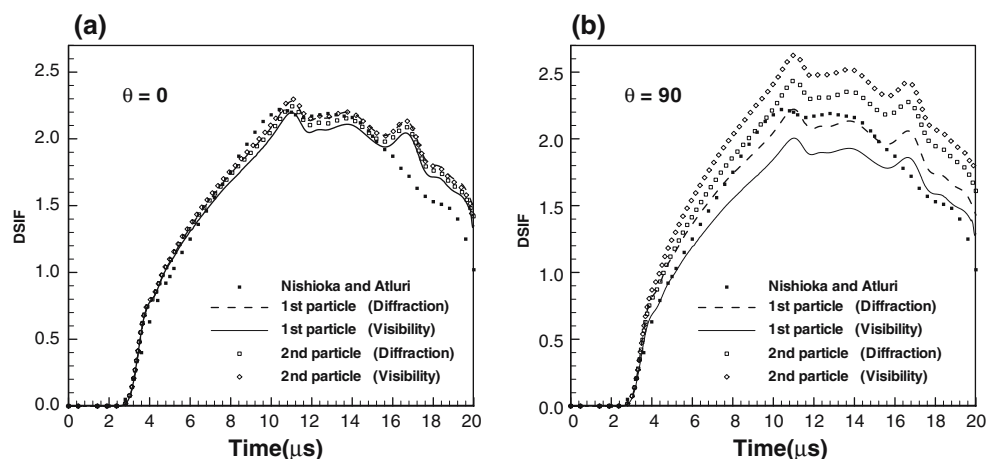 (a)
θ = 0
DSIF
2.5
2.0
1.5
1.0
0.5
0.0
0 2 4 6 8 10 12 14 16 18 20
Time(μs)
Nishioka and Atluri
1st particle (Diffraction)
1st particle (Visibility)
2nd particle (Diffraction)
2nd particle (Visibility)
(b)
θ = 90
DSIF
2.5
2.0
1.5
1.0
0.5
0.0
0 2 4 6 8 10 12 14 16 18 20
Time(μs)
Nishioka and Atluri
1st particle (Diffraction)
1st particle (Visibility)
2nd particle (Diffraction)
2nd particle (Visibility)